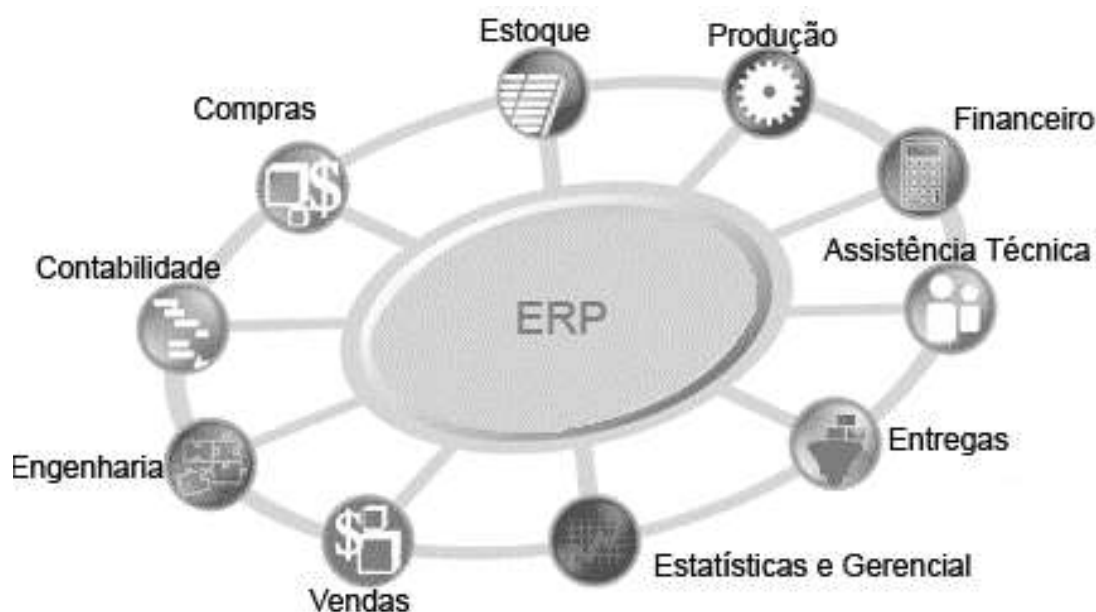 Estoque
Produção
Compras
Financeiro
Contabilidade
Assistência Técnica
ERP
Engenharia
Entregas
Vendas
Estatísticas e Gerencial
$
$